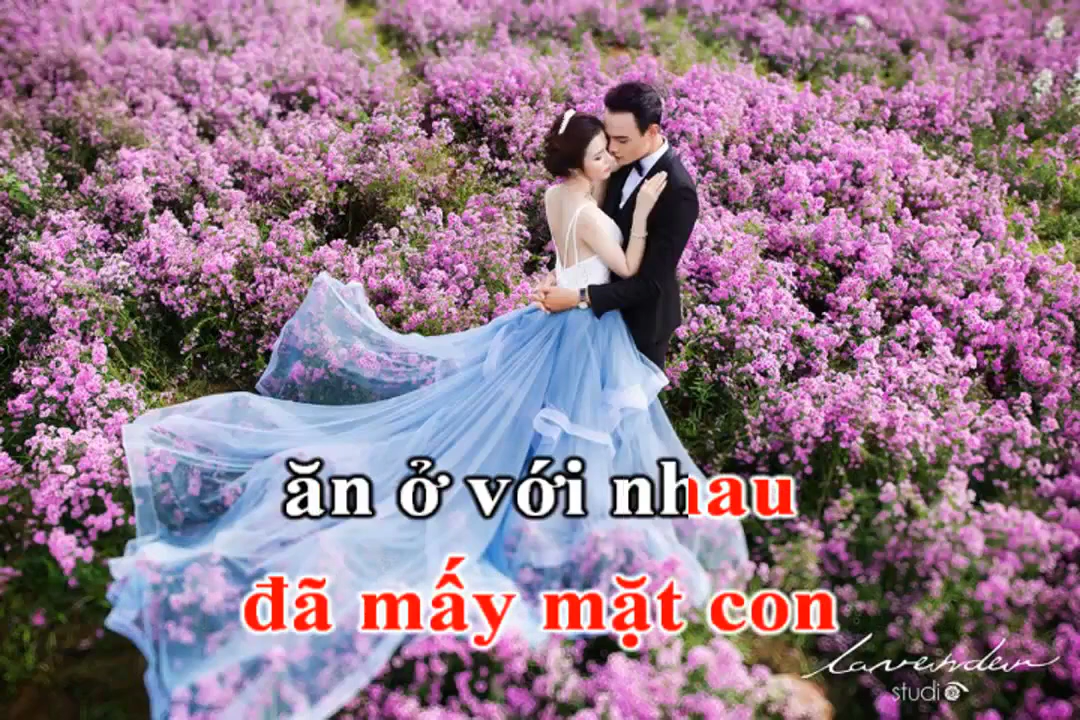 ăn ở với nhau
đã mấy mặt con
Lavender
studio